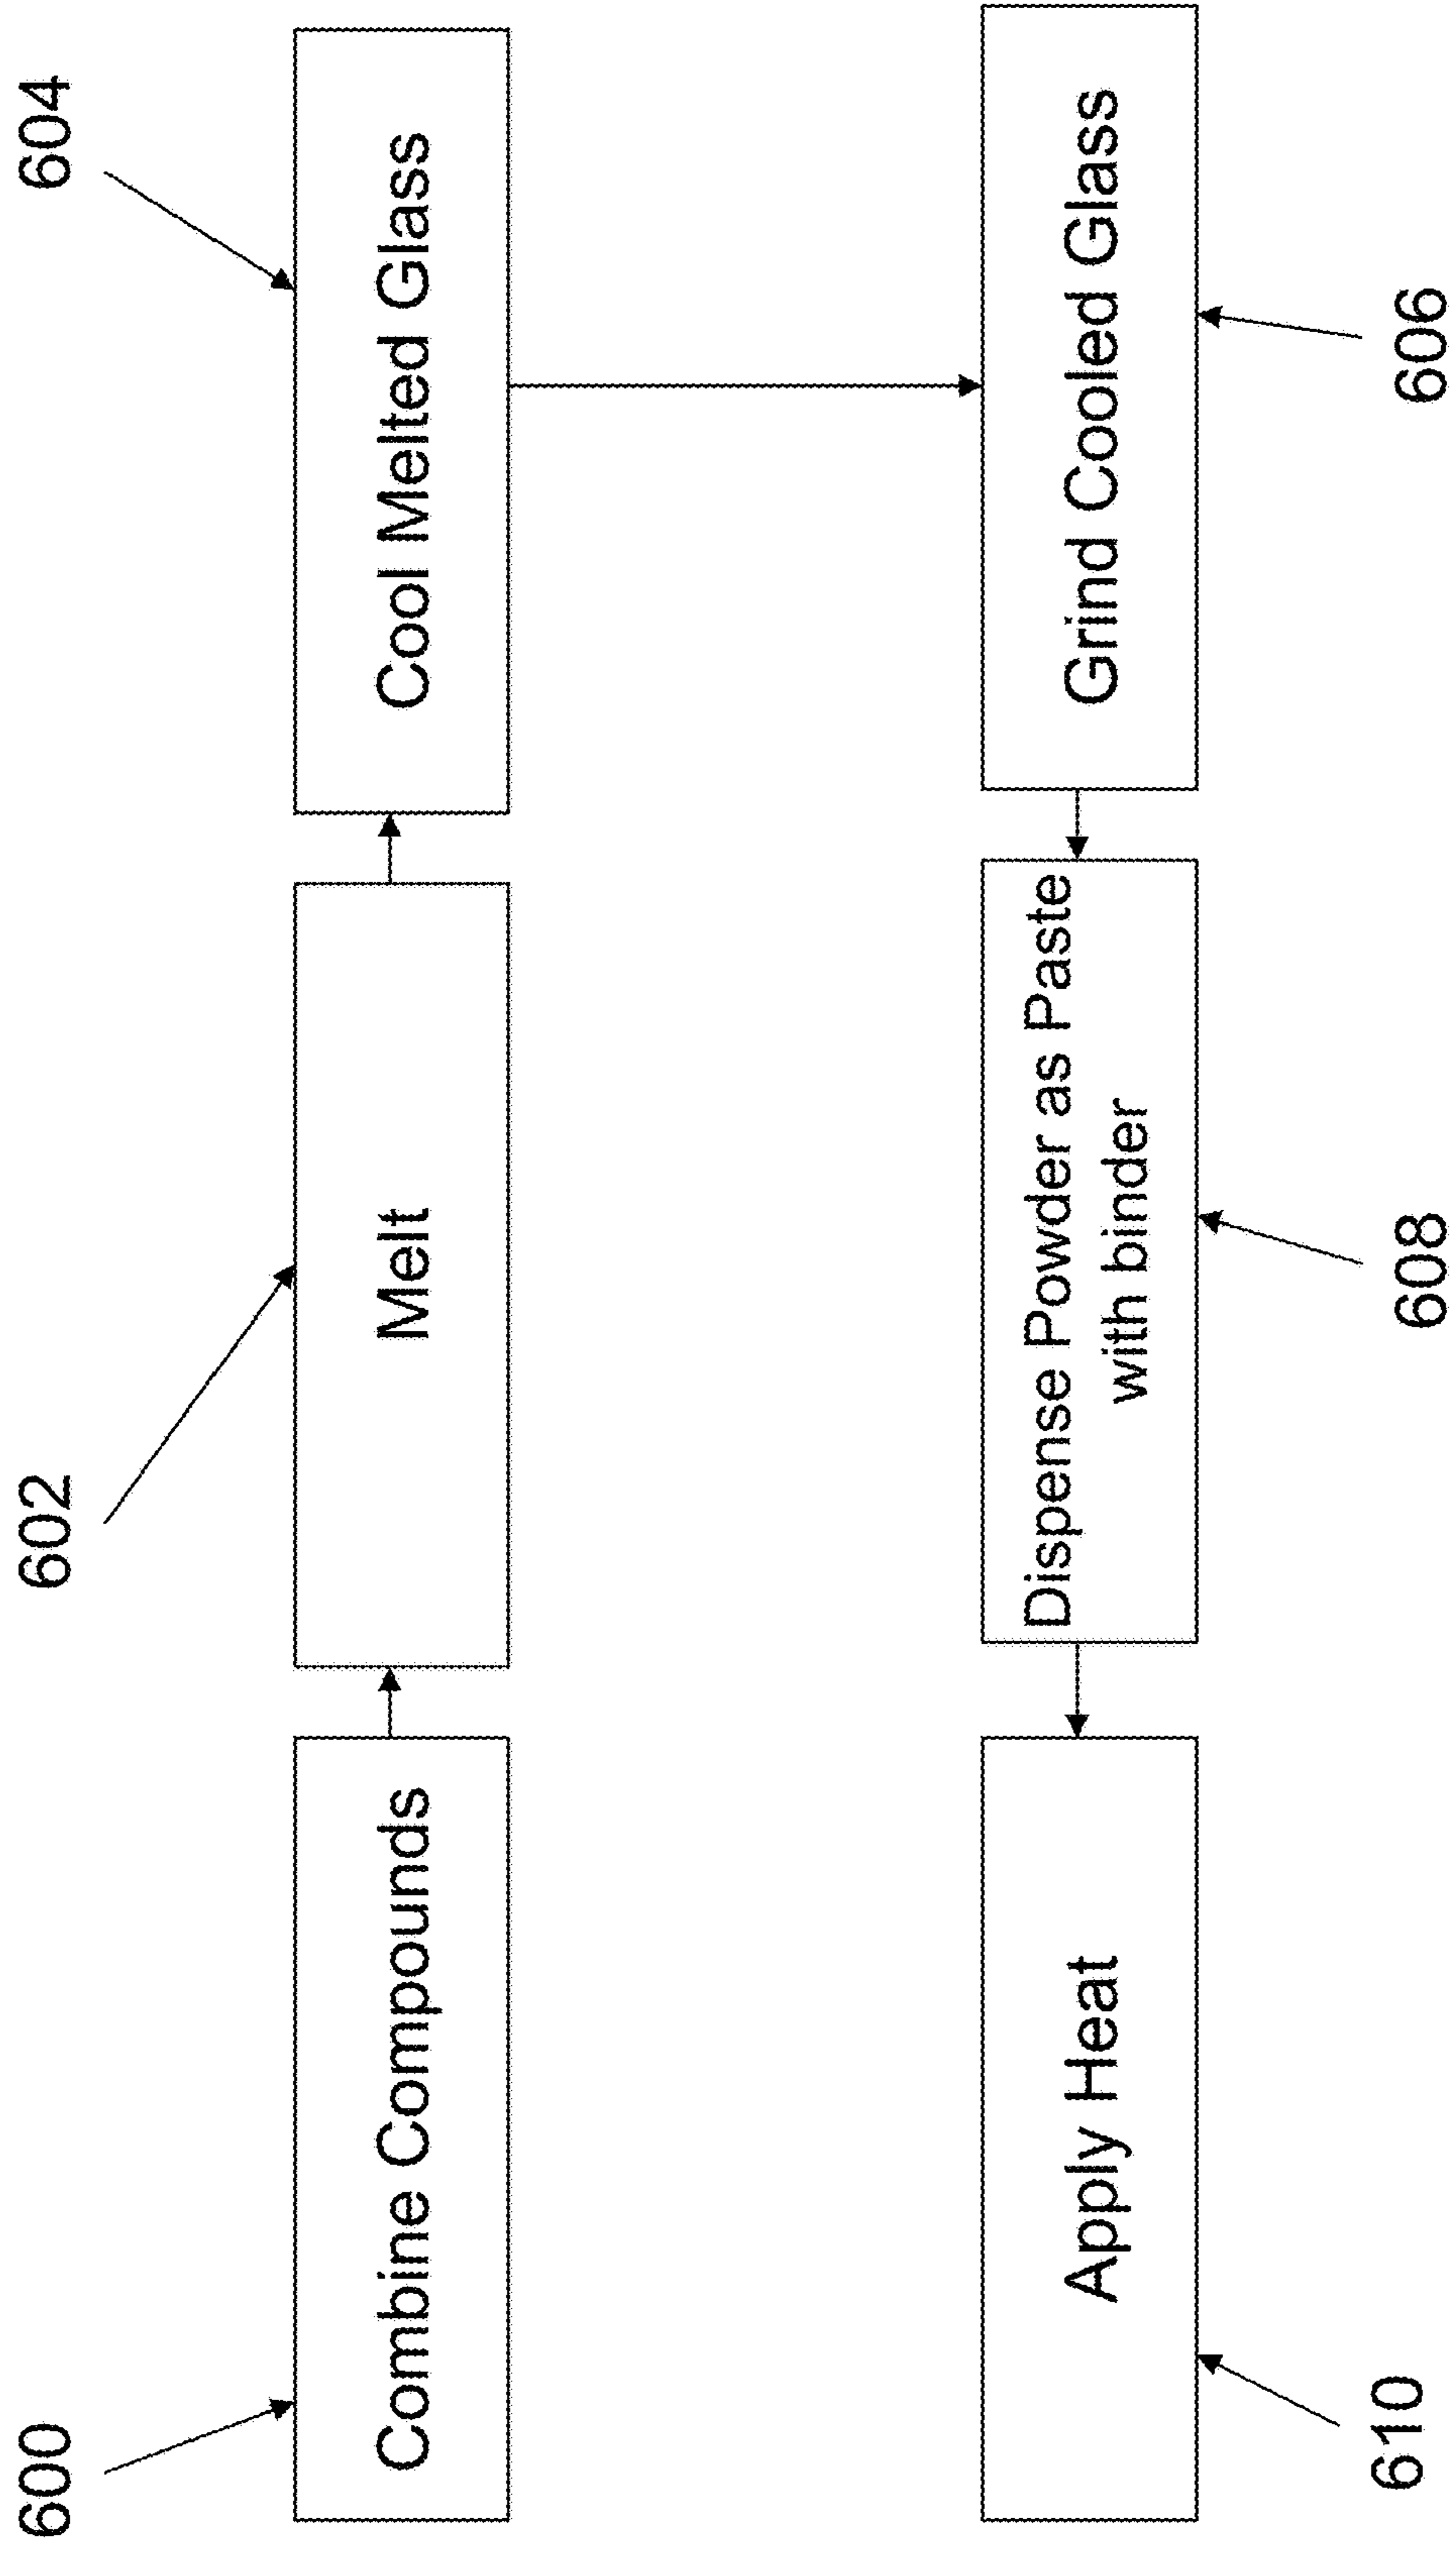 600
602
604
Combine Compounds
Melt
Cool Melted Glass
Apply Heat
Dispense Powder as Paste
with binder
Grind Cooled Glass
610
608
606